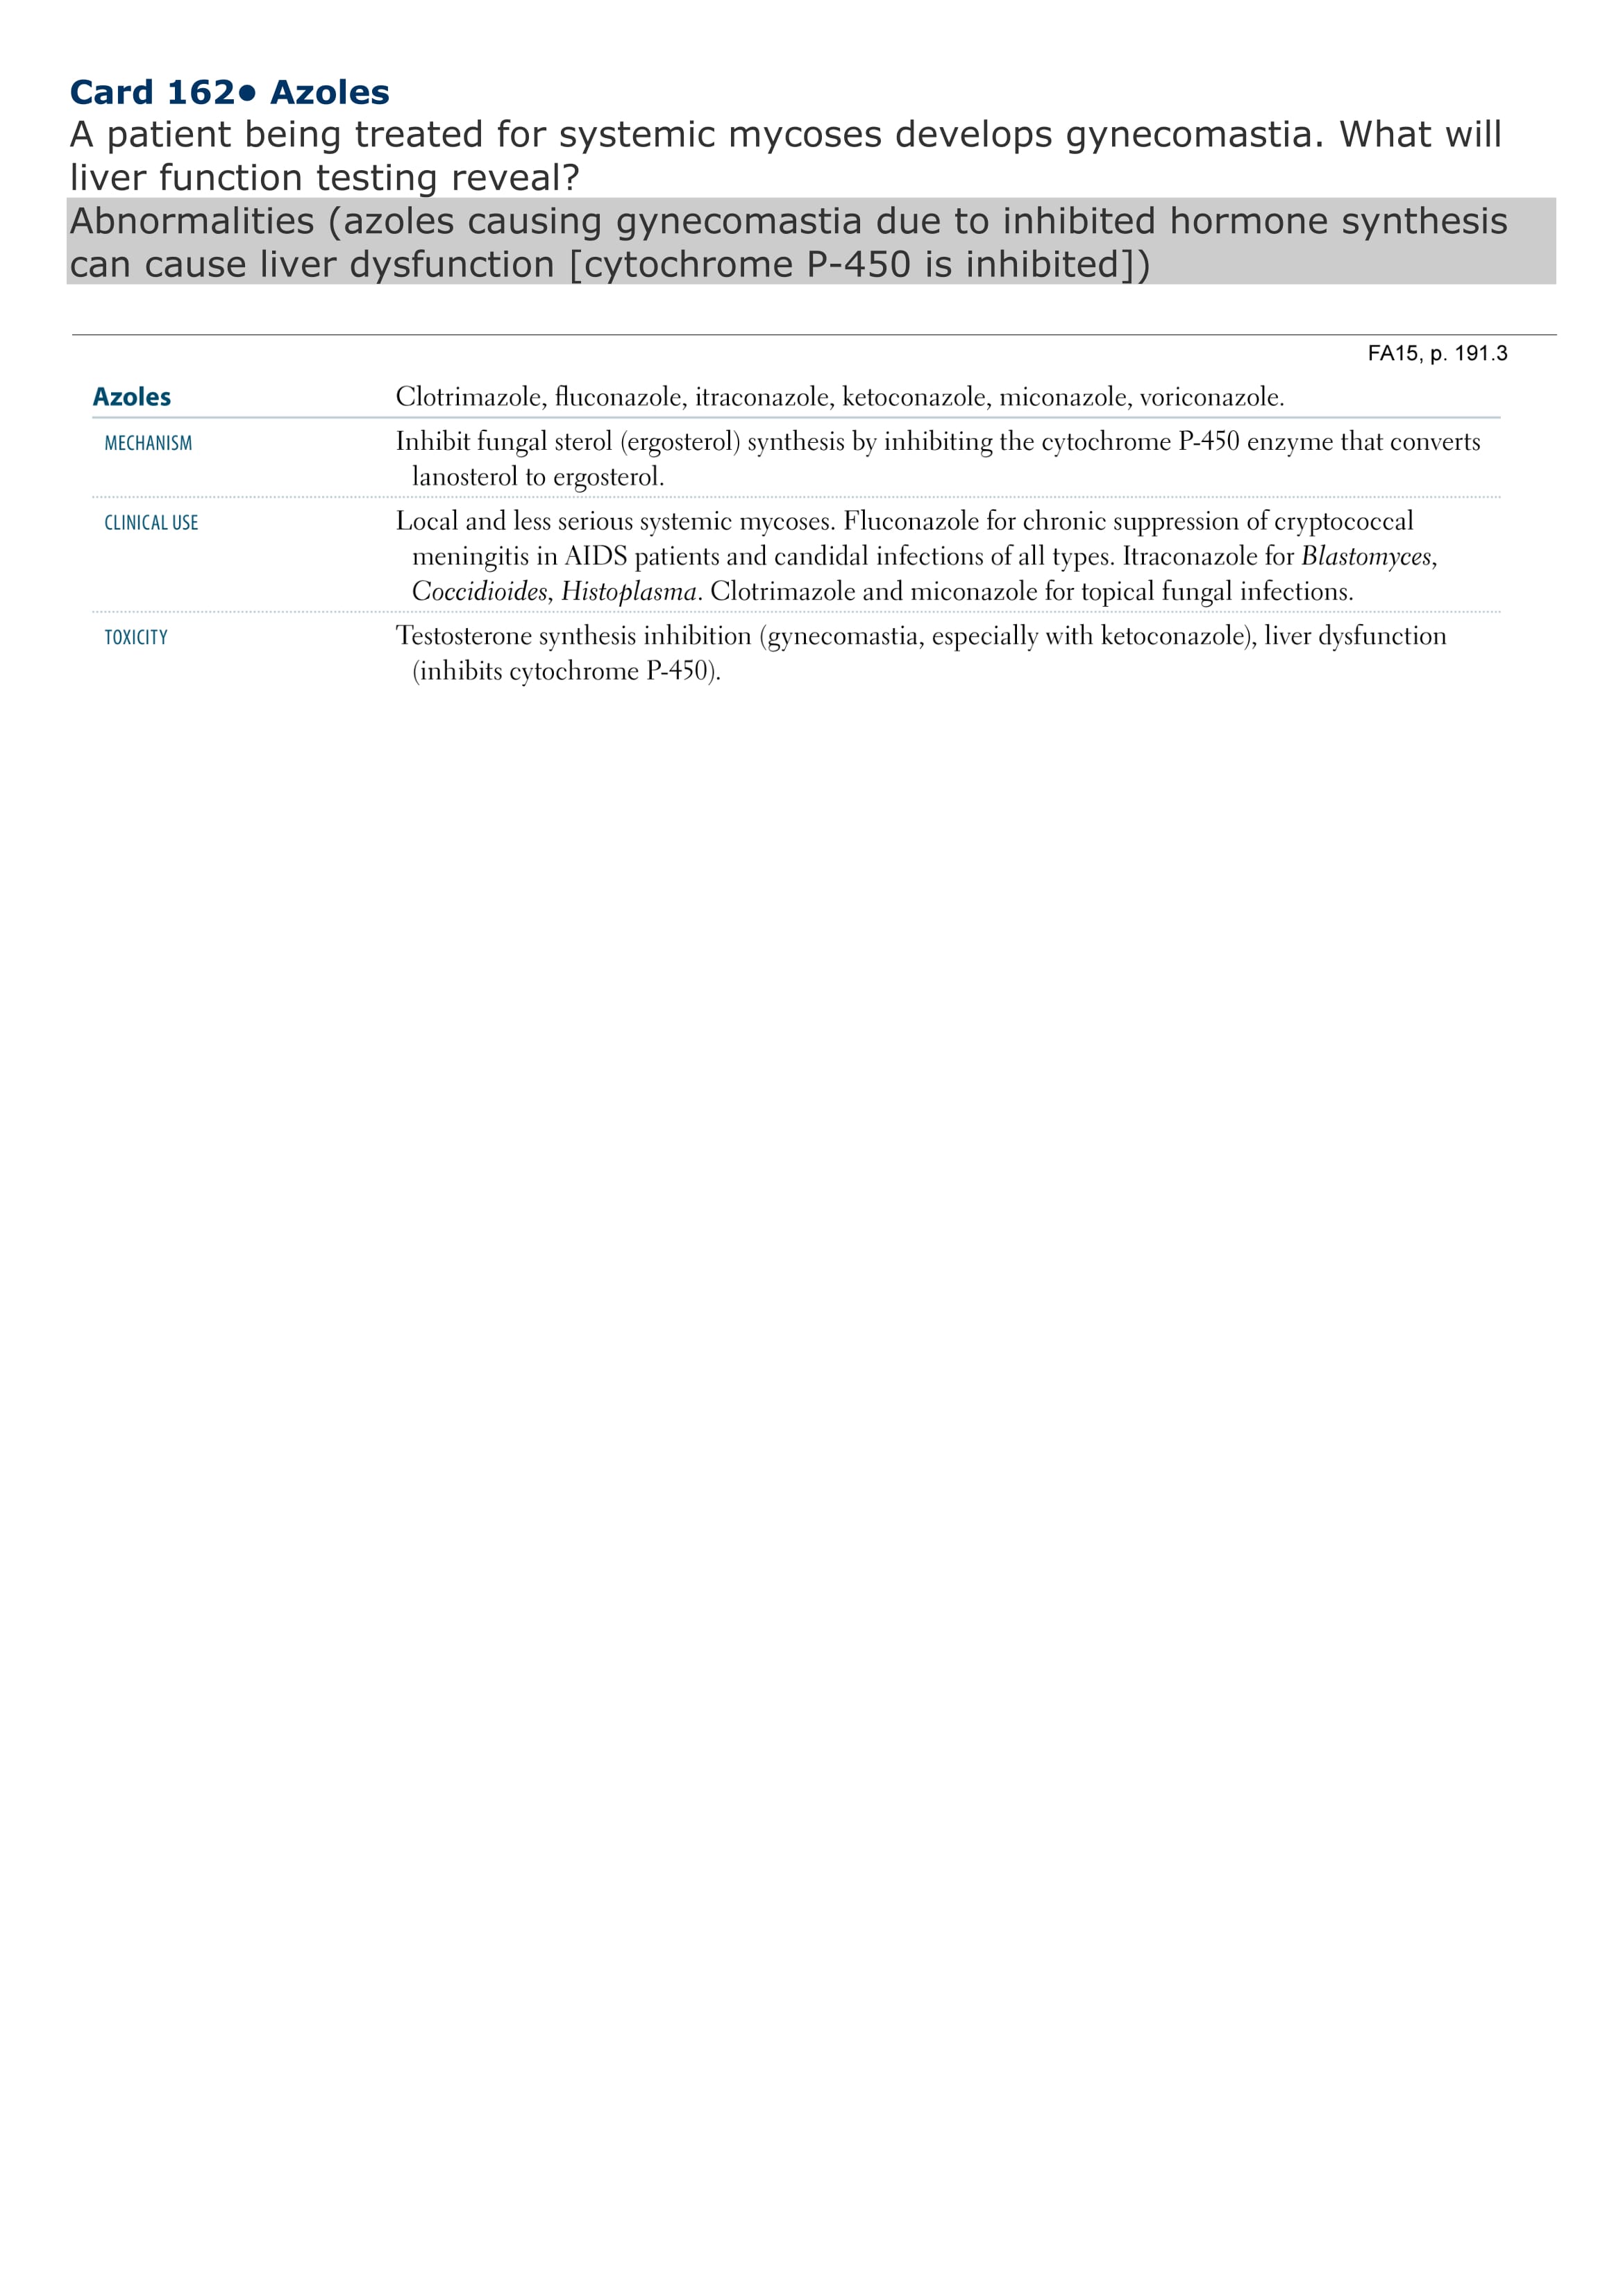 Card 162● Azoles
A patient being treated for systemic mycoses develops gynecomastia. What will
liver function testing reveal?
Abnormalities (azoles causing gynecomastia due to inhibited hormone synthesis
can cause liver dysfunction [cytochrome P-450 is inhibited])
FA15, p. 191.3
Azoles Clotrimazole, fluconazole, itraconazole, ketoconazole, miconazole, voriconazole.
MECHANISM Inhibit fungal sterol (ergosterol) synthesis by inhibiting the cytochrome P-450 enzyme that converts
lanosterol to ergosterol.
CLINICAL USE Local and less serious systemic mycoses. Fluconazole for chronic suppression of cryptococcal
meningitis in AIDS patients and candidal infections of all types. Itraconazole for Blastomyces,
Coccidioides, Histoplasma. Clotrimazole and miconazole for topical fungal infections.
TOXICITY Testosterone synthesis inhibition (gynecomastia, especially with ketoconazole), liver dysfunction
(inhibits cytochrome P-450).